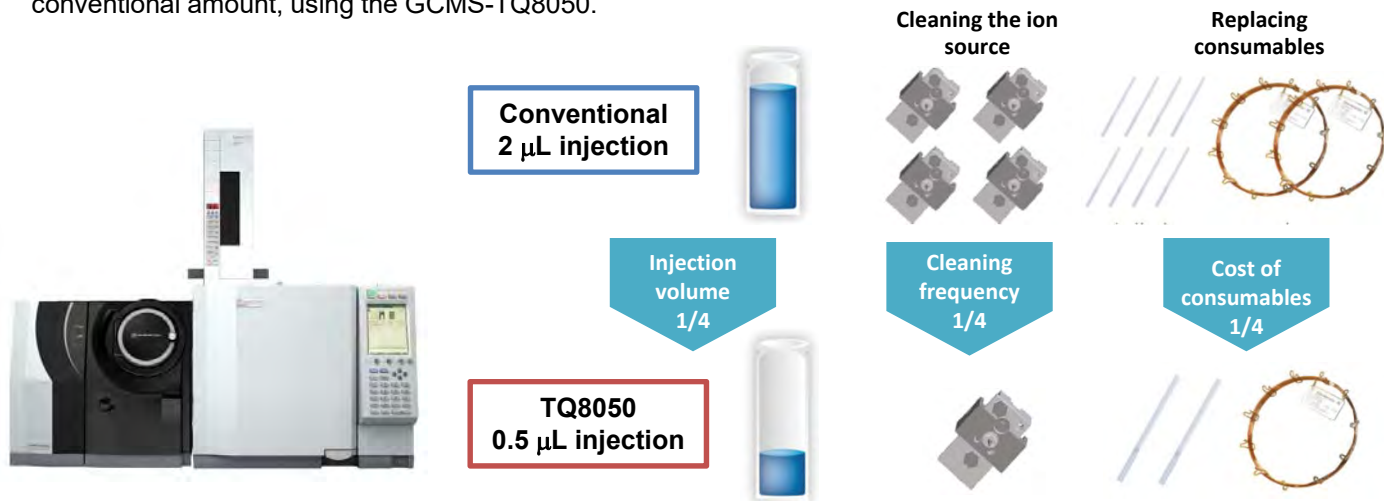 conventional amount, using the GCMS-TQ8050.
Cleaning the ion
source
Replacing
consumables
Conventional
2 μL injection
Injection
volume
1/4
Cleaning
frequency
1/4
Cost of
consumables
1/4
TQ8050
0.5 μL injection